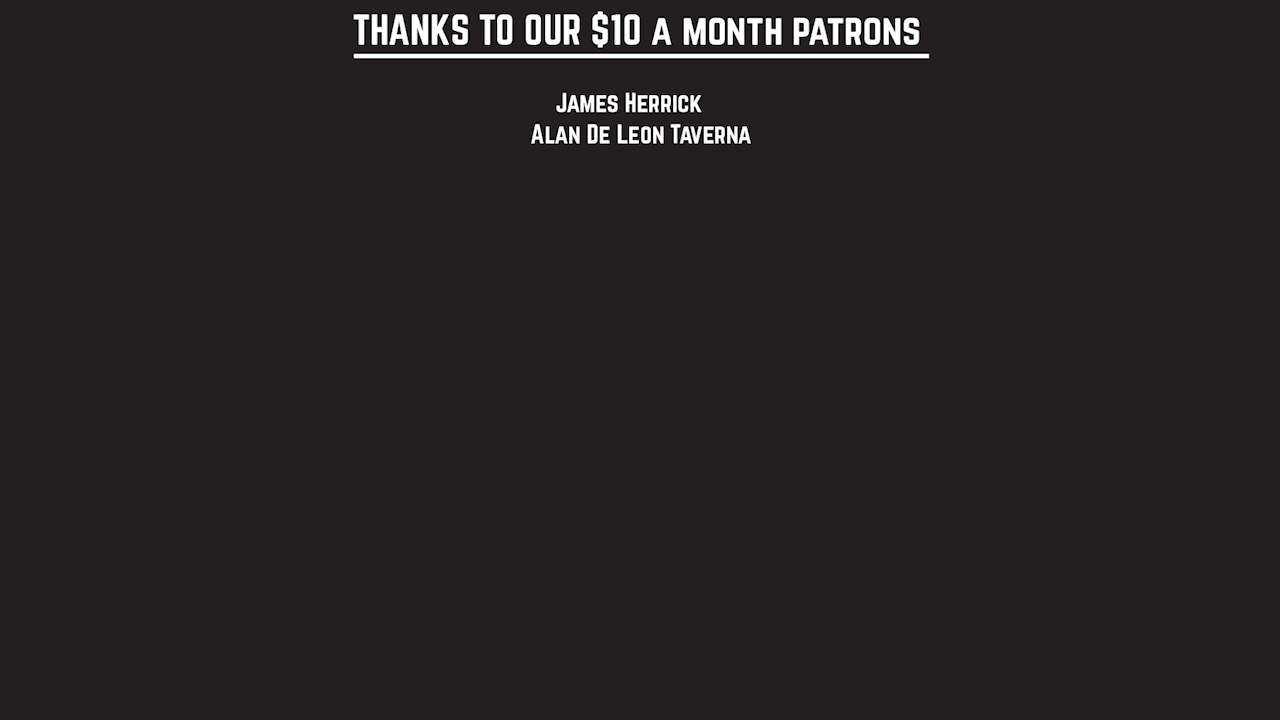 THANKS TO OUR $10 A MONTH PATRONS
JAMES HERRICK
ALAN DE LEON TAVERNA